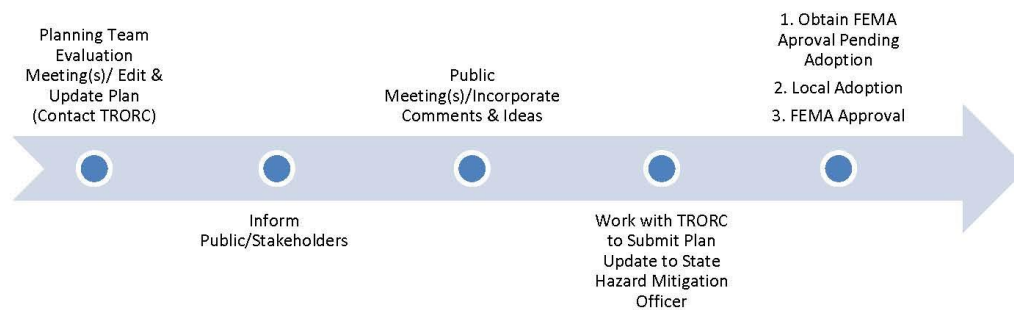 Planning Team
Evaluation
Meeting(s)/ Edit &
Update Plan
(Contact TRORC)
Inform
Public/Stakeholders
Public
Meeting(s)/Incorporate
Comments & Ideas
Work with TRORC
to Submit Plan
Update to State
Hazard Mitigation
Officer
1. Obtain FEMA
Aproval Pending
Adoption
2. Local Adoption
3. FEMA Approval